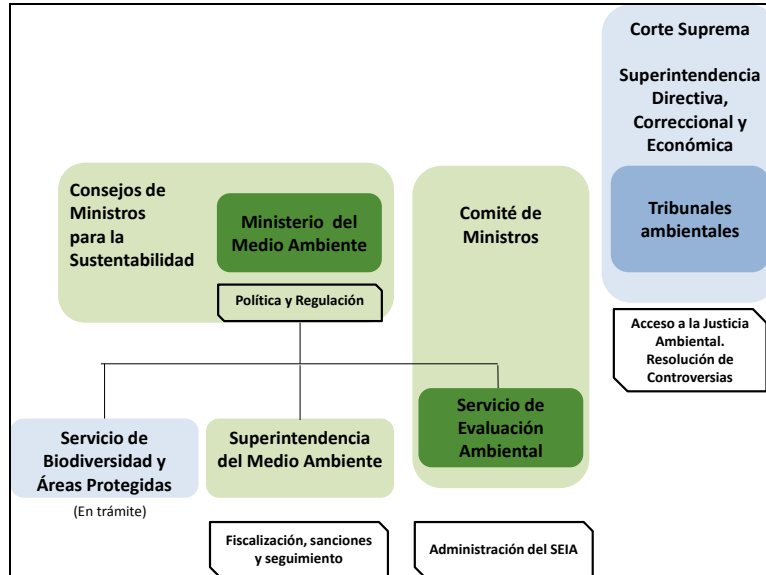 Corte Suprema
Superintendencia
Directiva,
Correccional y
Económica
Tribunales
ambientales
Acceso a la Justicia
Ambiental.
Resolución de
Controversias
Consejos de
Ministros
para la
Sustentabilidad
Ministerio del
Medio Ambiente
Política y Regulación
Comité de
Ministros
Servicio de
Evaluación
Ambiental
Servicio de
Biodiversidad y
Áreas Protegidas
(En trámite)
Superintendencia
del Medio Ambiente
Fiscalización, sanciones
y seguimiento
Administración del SEIA